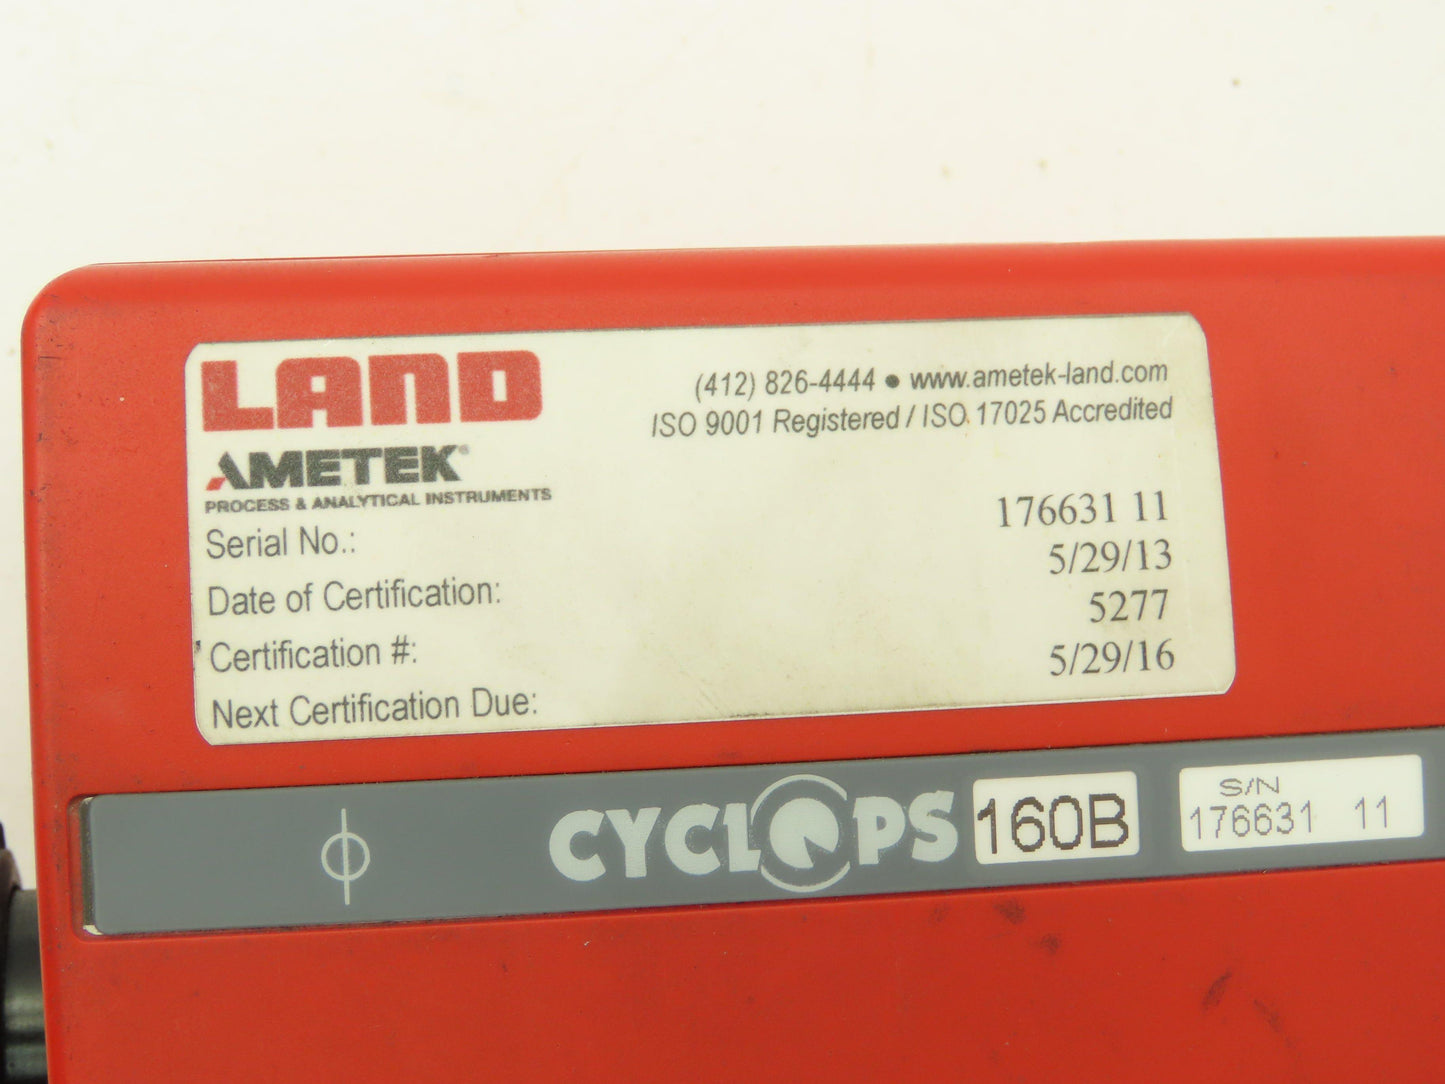 LAND
(412) 826-4444 ● www.ametek-land.com
ISO 9001 Registered / ISO 17025 Accredited
AMETEK®
PROCESS & ANALYTICAL INSTRUMENTS
Serial No.: 176631 11
Date of Certification: 5/29/13
Certification #: 5277
Next Certification Due: 5/29/16
CYCLOPS 160B
S/N
176631 11